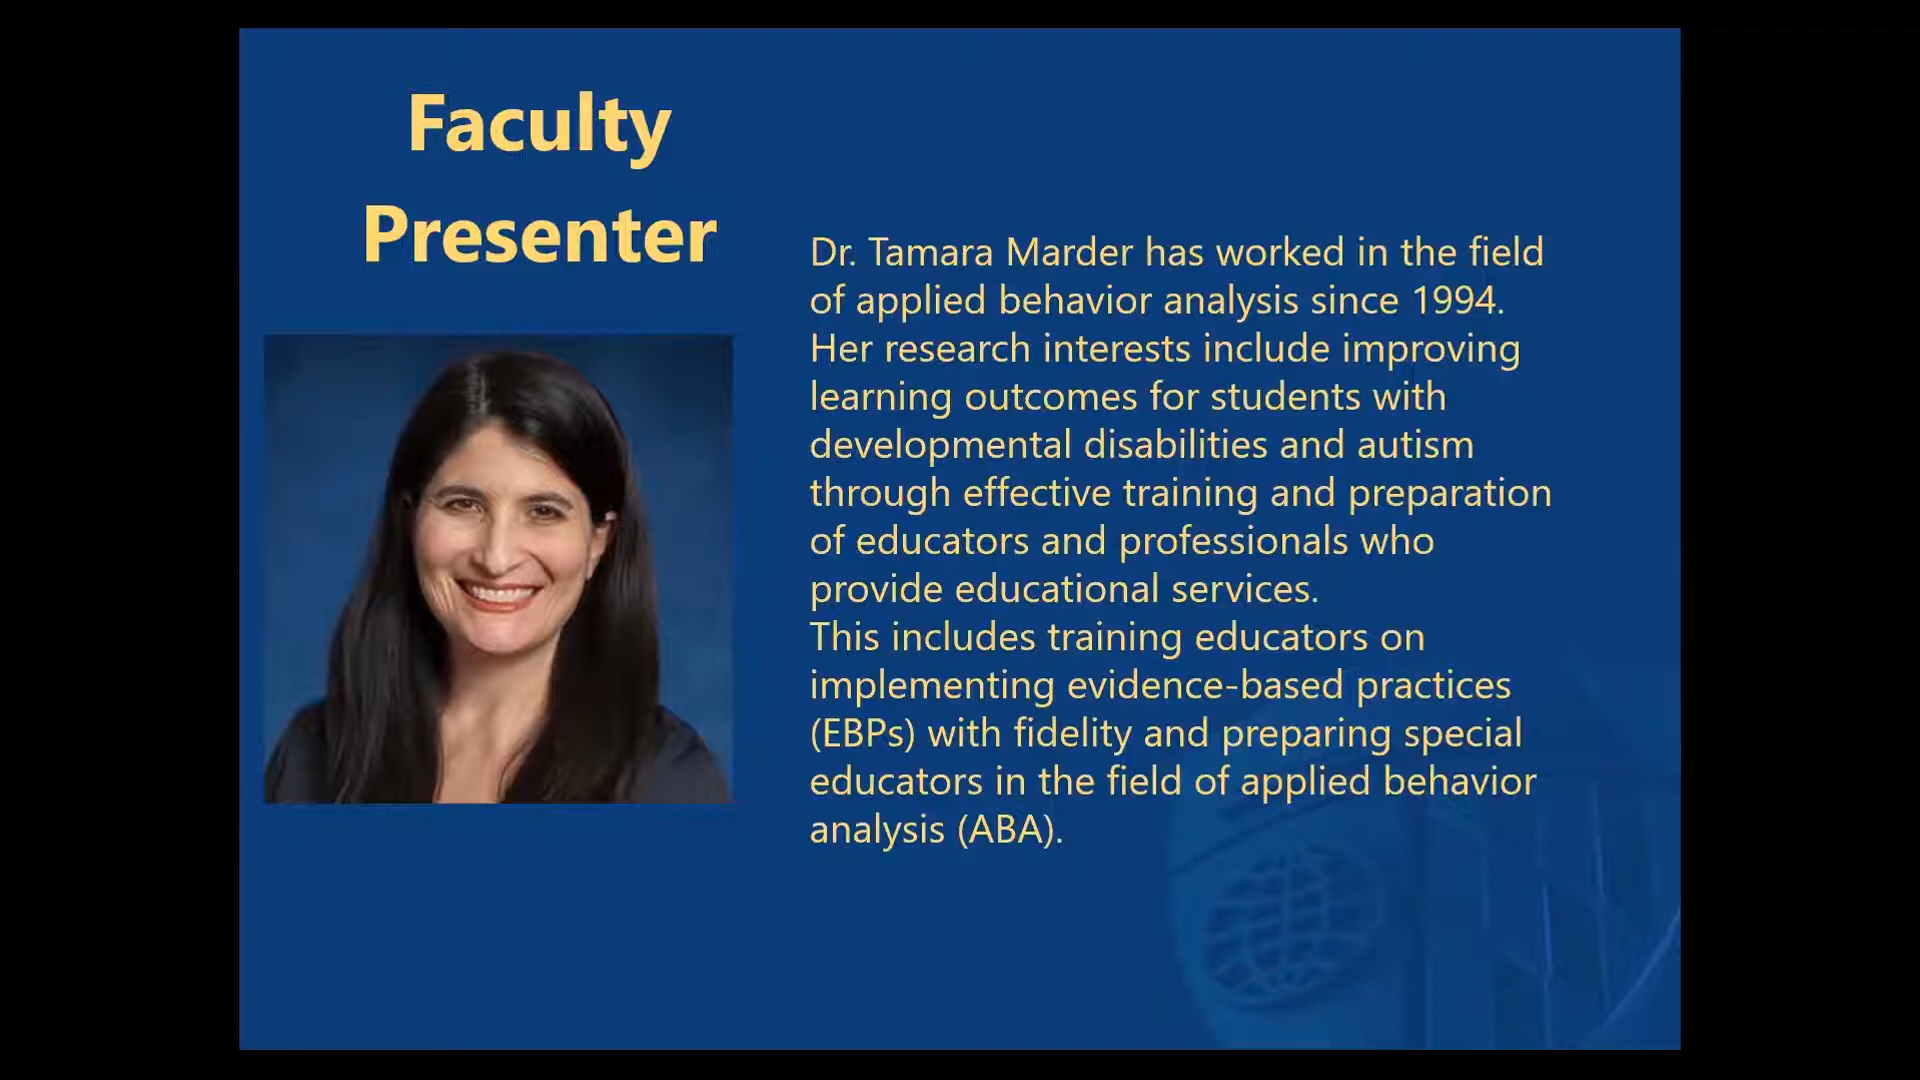 Faculty
Presenter
Dr. Tamara Marder has worked in the field
of applied behavior analysis since 1994.
Her research interests include improving
learning outcomes for students with
developmental disabilities and autism
through effective training and preparation
of educators and professionals who
provide educational services.
This includes training educators on
implementing evidence-based practices
(EBPs) with fidelity and preparing special
educators in the field of applied behavior
analysis (ABA).